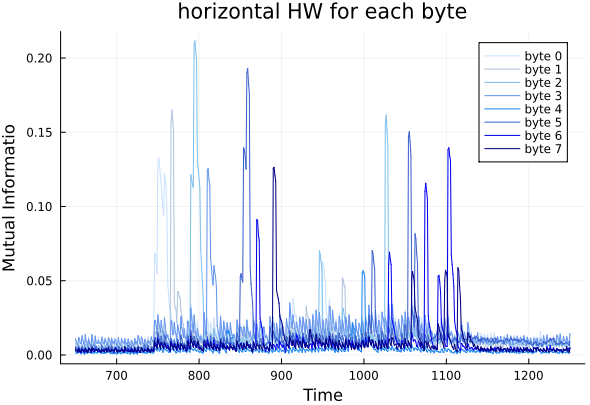 horizontal HW for each byte
Mutual Informatio
0.20
0.15
0.10
0.05
0.00
byte 0
byte 1
byte 2
byte 3
byte 4
byte 5
byte 6
byte 7
700
800
900
1000
1100
1200
Time